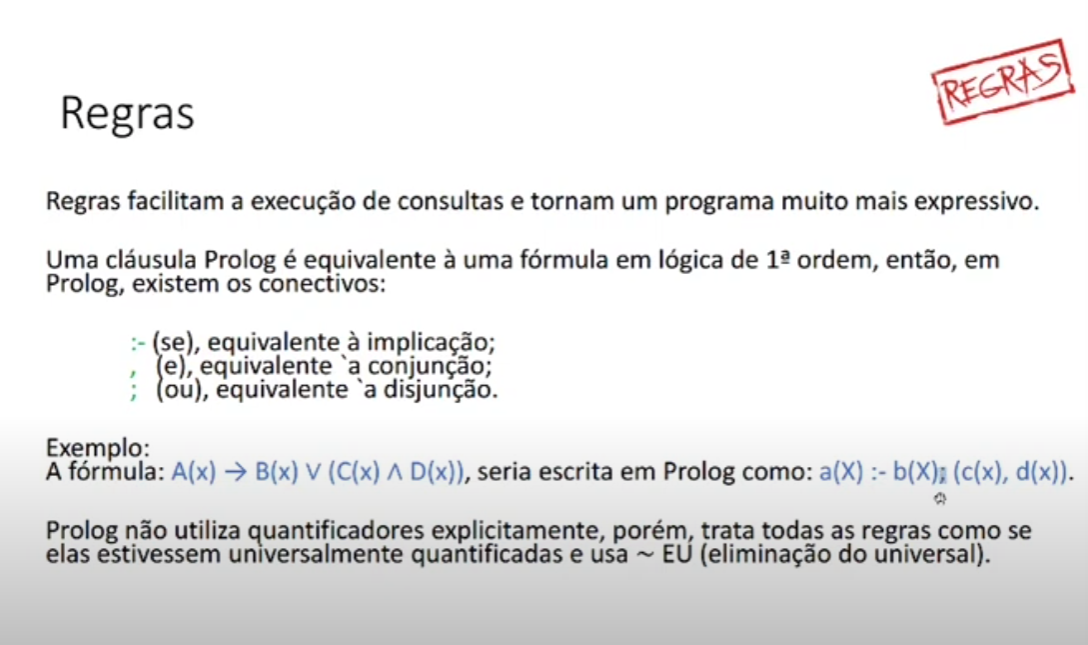 REGRAS
Regras
Regras facilitam a execução de consultas e tornam um programa muito mais expressivo.
Uma cláusula Prolog é equivalente à uma fórmula em lógica de 1ª ordem, então, em
Prolog, existem os conectivos:
:- (se), equivalente à implicação;
, (e), equivalente `a conjunção;
; (ou), equivalente `a disjunção.
Exemplo:
A fórmula: A(x) → B(x) ∨ (C(x) ∧ D(x)), seria escrita em Prolog como: a(X) :- b(X); (c(x), d(x)).
Prolog não utiliza quantificadores explicitamente, porém, trata todas as regras como se
elas estivessem universalmente quantificadas e usa ~ EU (eliminação do universal).